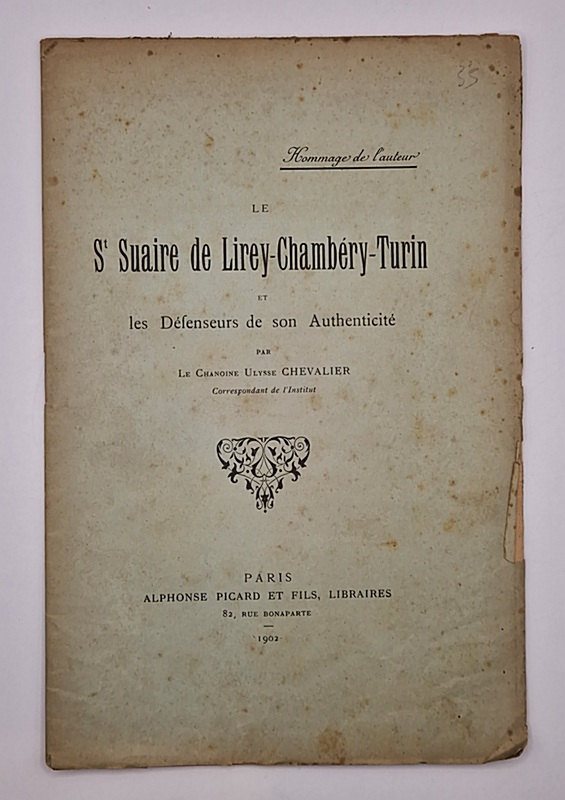 35
Hommage de l'auteur
LE
St Suaire de Lirey-Chambéry-Turin
ET
les Défenseurs de son Authenticité
PAR
LE CHANOINE ULYSSE CHEVALIER
Correspondant de l'Institut
PARIS
ALPHONSE PICARD ET FILS, LIBRAIRES
82, RUE BONAPARTE
1902